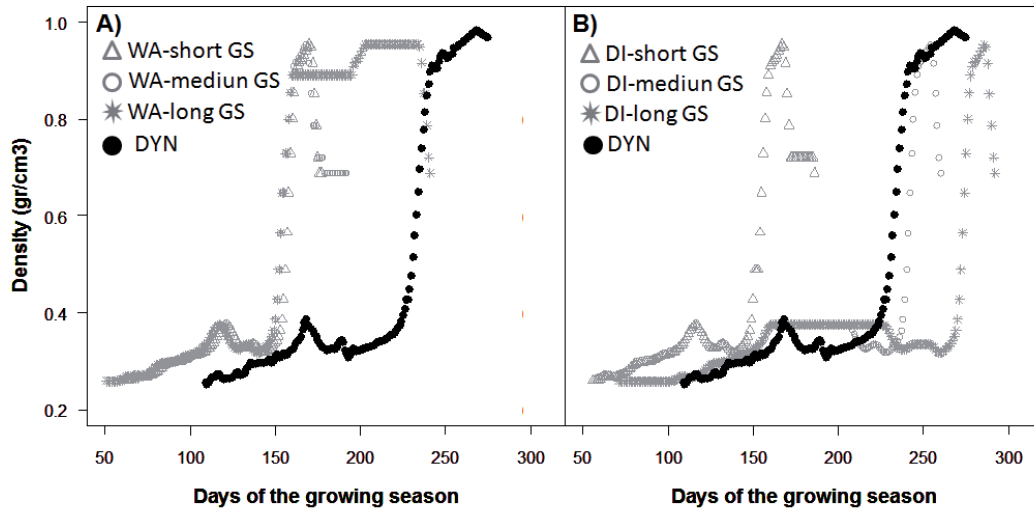 A)
WA-short GS
WA-mediun GS
WA-long GS
DYN
B)
DI-short GS
DI-mediun GS
DI-long GS
DYN
Density (gr/cm3)
1.0
0.8
0.6
0.4
0.2
50 100 150 200 250 300
50 100 150 200 250 300
Days of the growing season
Days of the growing season